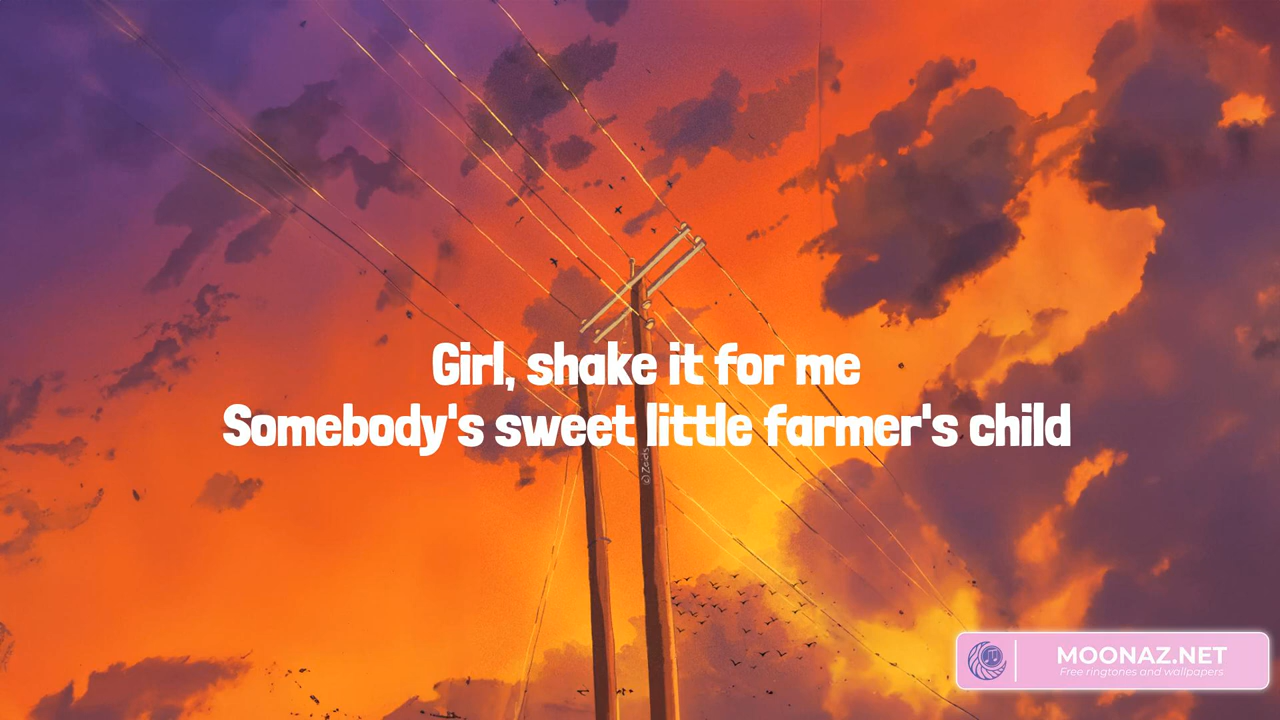 Girl, shake it for me
Somebody's sweet little farmer's child
MOONAZ.NET
Free ringtones and wallpapers